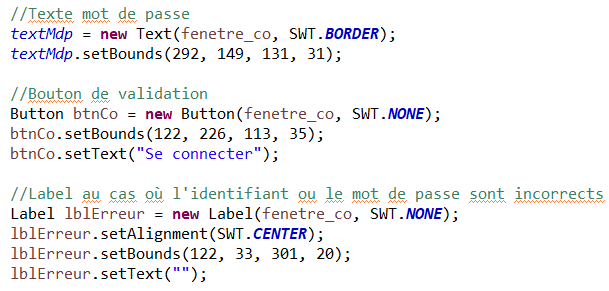 //Texte mot de passe
textMdp = new Text(fenetre_co, SWT.BORDER);
textMdp.setBounds(292, 149, 131, 31);
//Bouton de validation
Button btnCo = new Button(fenetre_co, SWT.NONE);
btnCo.setBounds(122, 226, 113, 35);
btnCo.setText("Se connecter");
//Label au cas où l'identifiant ou le mot de passe sont incorrects
Label lblErreur = new Label(fenetre_co, SWT.NONE);
lblErreur.setAlignment(SWT.CENTER);
lblErreur.setBounds(122, 33, 301, 20);
lblErreur.setText("");